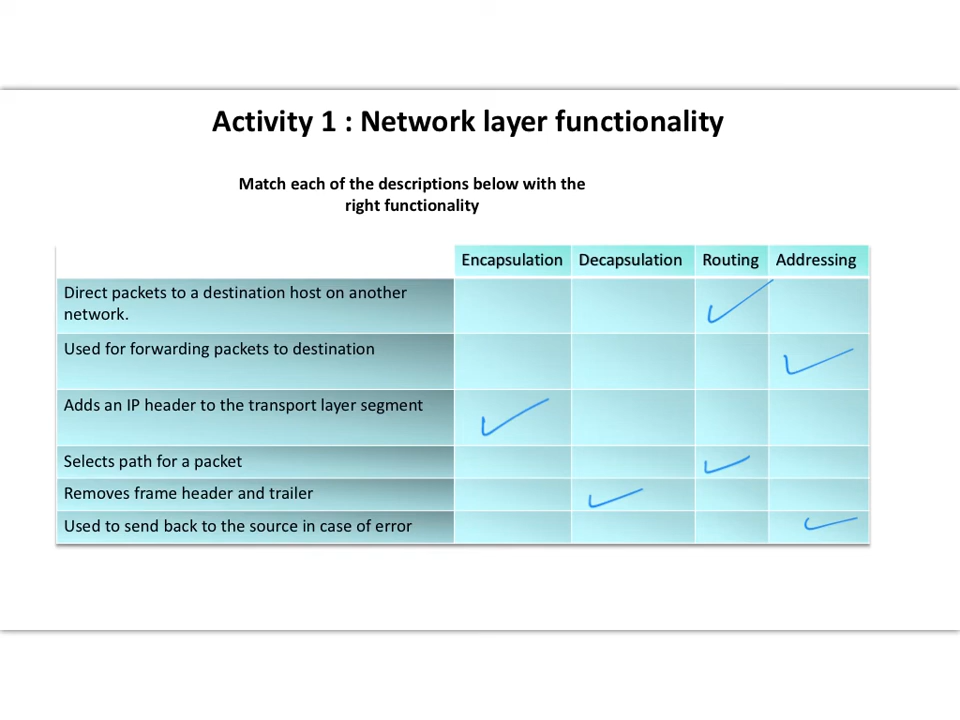 Activity 1 : Network layer functionality
Match each of the descriptions below with the
right functionality
Encapsulation Decapsulation Routing Addressing
Direct packets to a destination host on another
network.
Used for forwarding packets to destination
Adds an IP header to the transport layer segment
Selects path for a packet
Removes frame header and trailer
Used to send back to the source in case of error